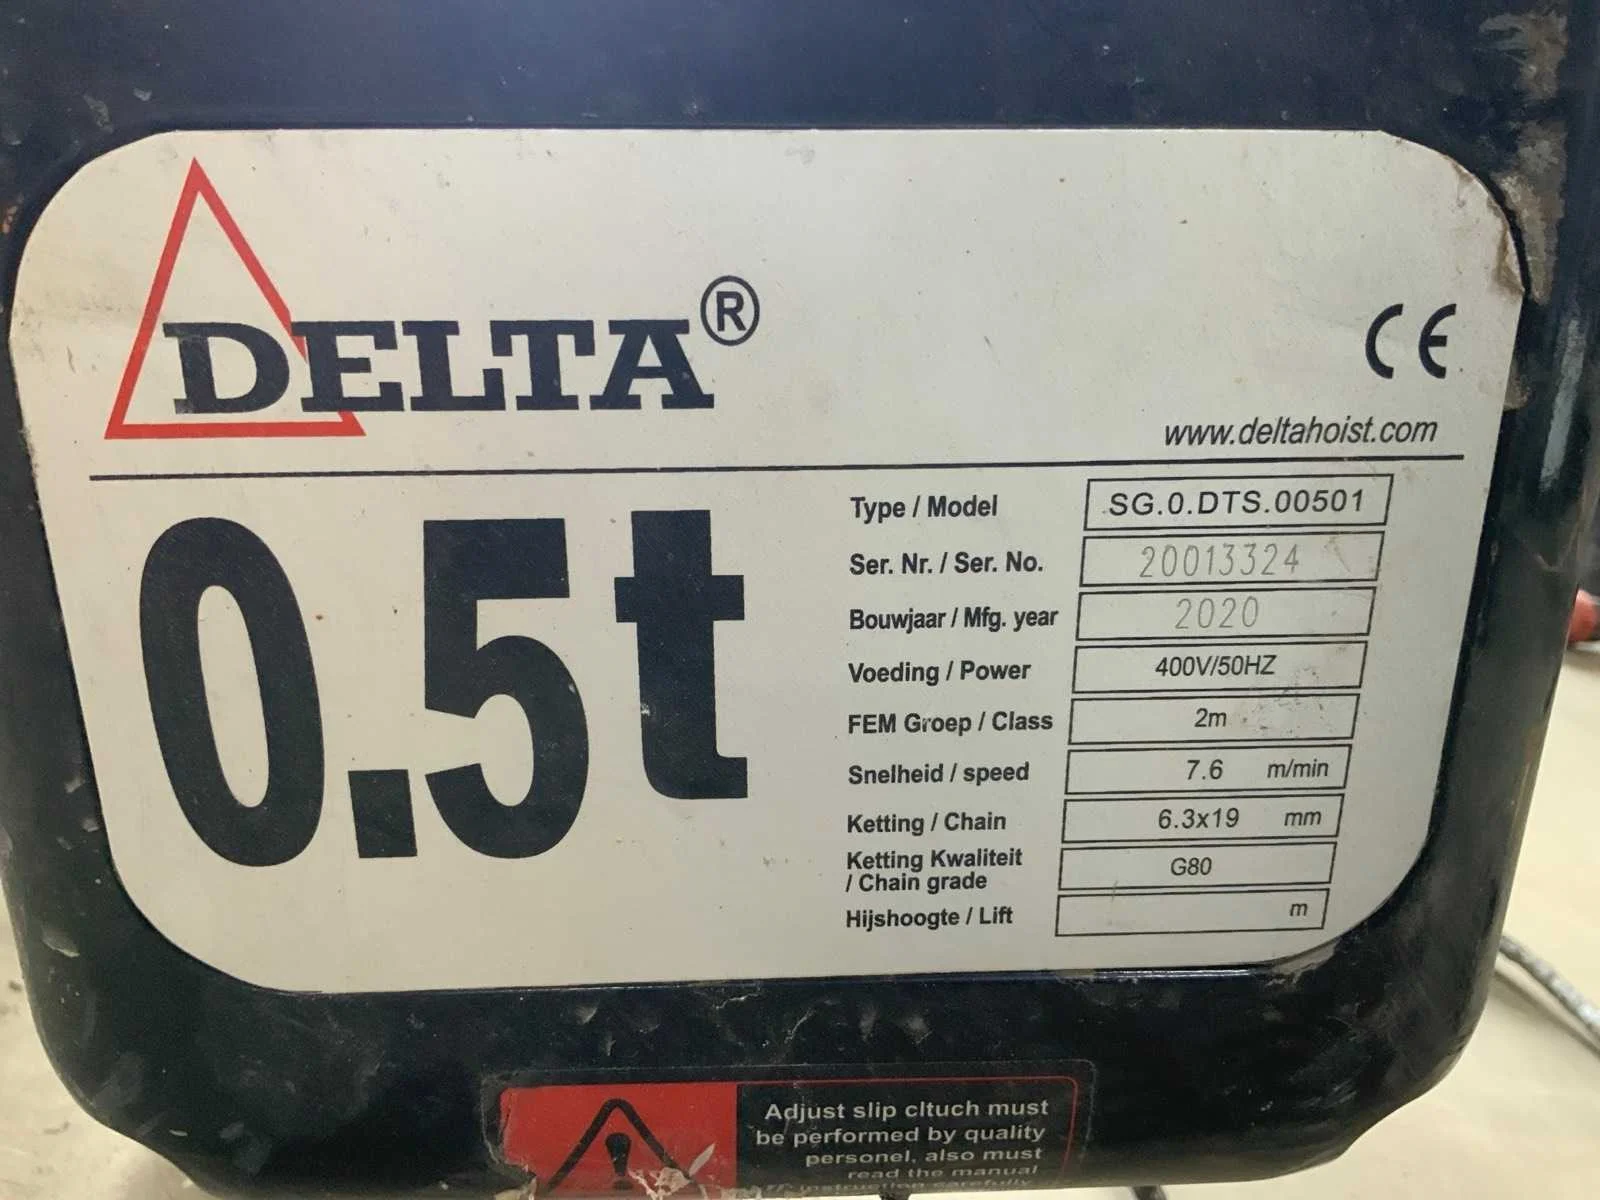 DELTA®
CE
www.deltahoist.com
0.5t
Type / Model SG.0.DTS.00501
Ser. Nr. / Ser. No. 20013324
Bouwjaar / Mfg. year 2020
Voeding / Power 400V/50HZ
FEM Groep / Class 2m
Snelheid / speed 7.6 m/min
Ketting / Chain 6.3x19 mm
Ketting Kwaliteit
/ Chain grade G80
Hijshoogte / Lift m
Adjust slip cltuch must
be performed by quality
personel, also must
read the manual
instruction carefully